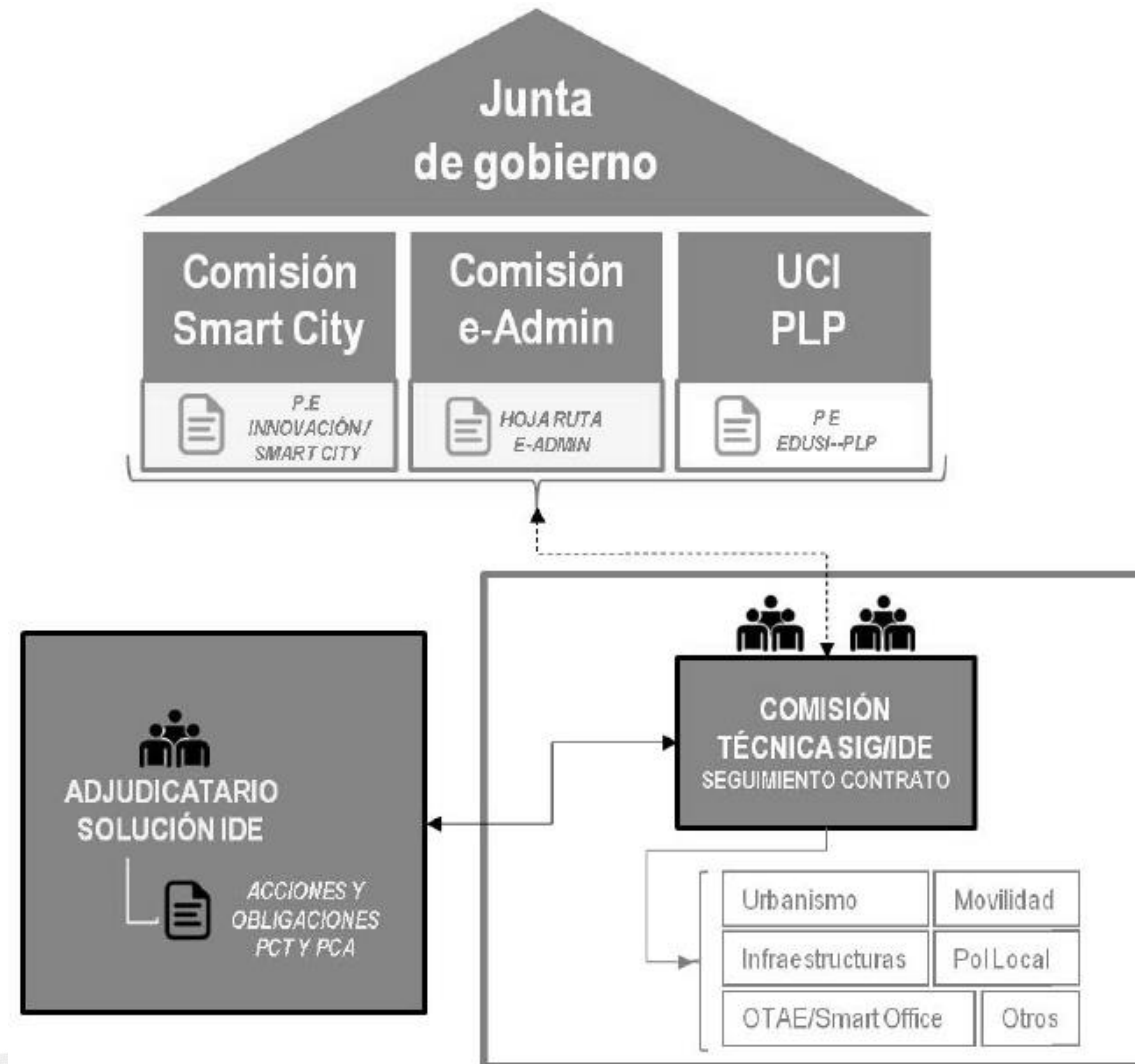 Junta
de gobierno
Comisión
Smart City
Comisión
e-Admin
UCI
PLP
P.E
INNOVACIÓN/
SMART CITY
HOJA RUTA
E-ADMIN
P E
EDUSI--PLP
ADJUDICATARIO
SOLUCIÓN IDE
ACCIONES Y
OBLIGACIONES
PCT Y PCA
COMISIÓN
TÉCNICA SIG/IDE
SEGUIMIENTO CONTRATO
Urbanismo
Movilidad
Infraestructuras
Pol Local
OTAE/Smart Office
Otros